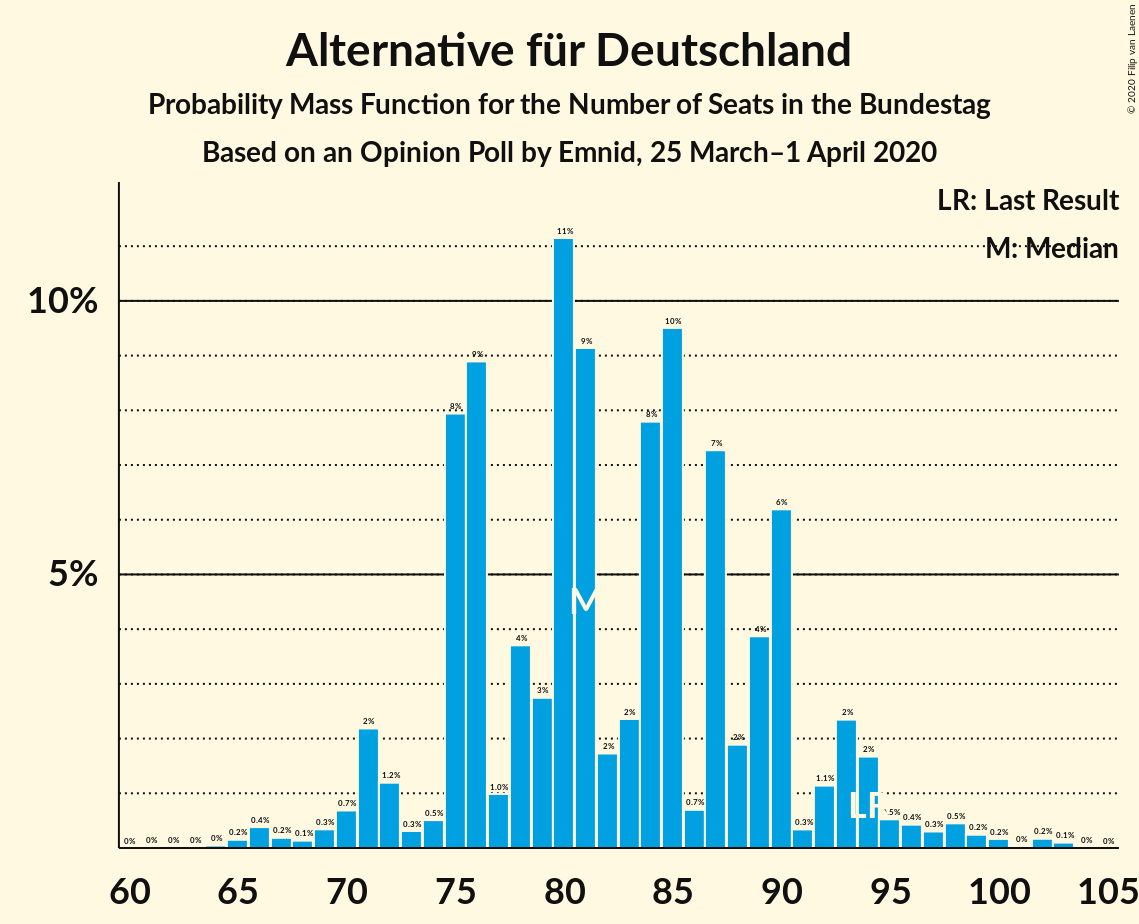 Alternative für Deutschland
Probability Mass Function for the Number of Seats in the Bundestag
Based on an Opinion Poll by Emnid, 25 March–1 April 2020
© 2020 Filip van Laenen
LR: Last Result
M: Median
10%
5%
0% 0% 0% 0% 0% 0.2% 0.4% 0.2% 0.1% 0.3% 0.7% 2% 1.2% 0.3% 0.5% 8% 9% 1.0% 4% 3% 11% 9% 2% 2% 8% 10% 0.7% 7% 2% 4% 6% 0.3% 1.1% 2% 2% 0.5% 0.4% 0.3% 0.5% 0.2% 0.2% 0% 0.2% 0.1% 0% 0%
M
LR
60 65 70 75 80 85 90 95 100 105